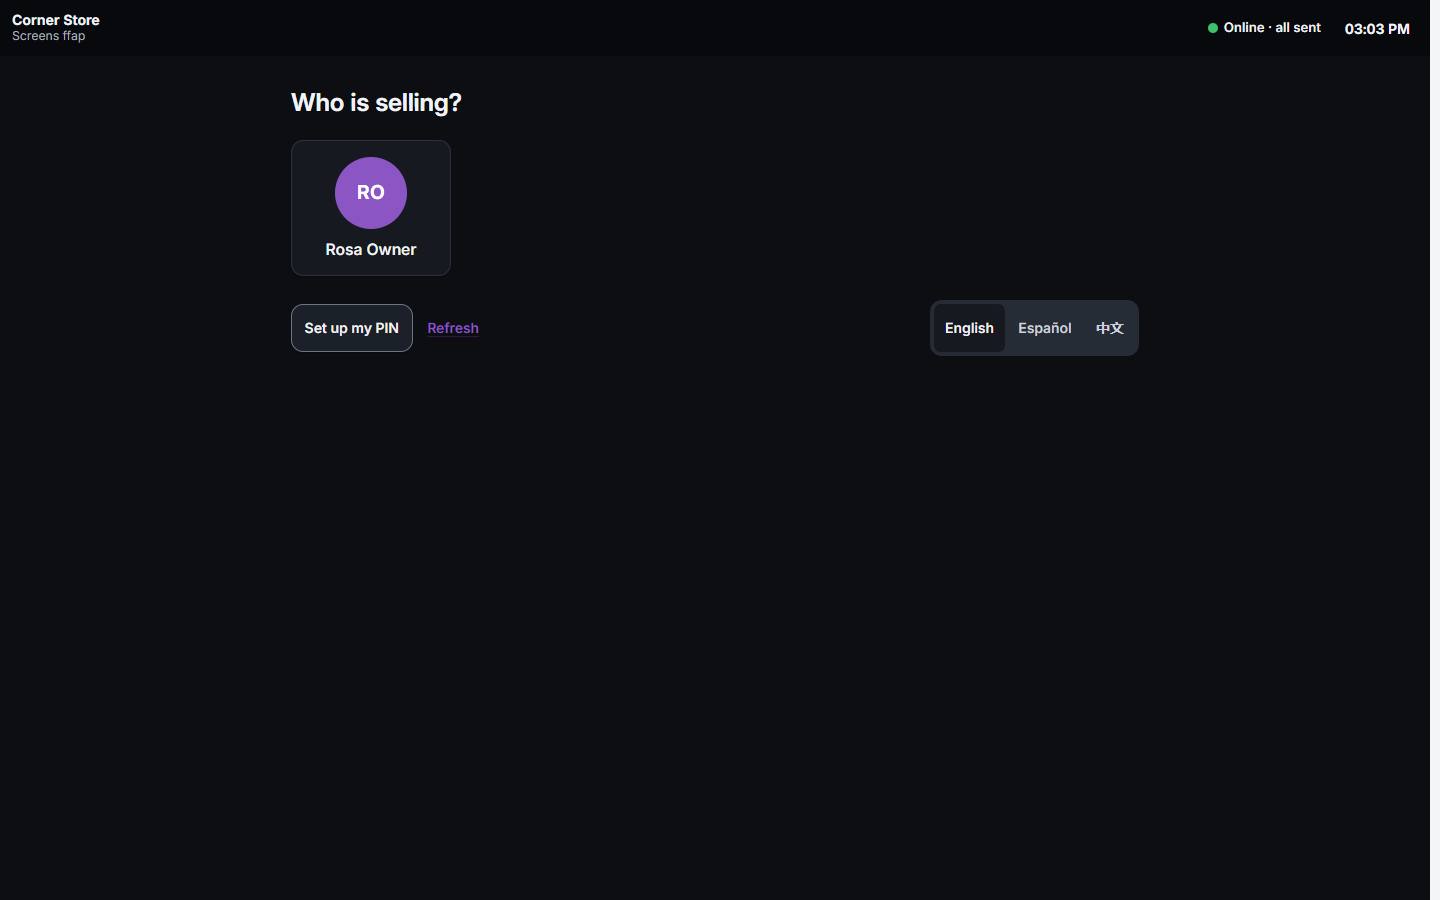 Corner Store
Screens ffap
Online · all sent
03:03 PM
Who is selling?
RO
Rosa Owner
Set up my PIN
Refresh
English
Español
中文